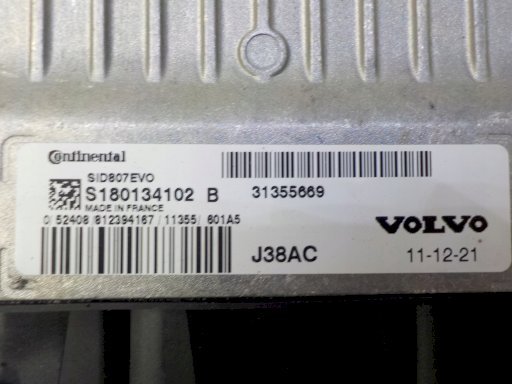 Continental
SID807EVO
S180134102 B 31355669
MADE IN FRANCE
0/52408/812394167/11355/601A5
VOLVO
J38AC 11-12-21